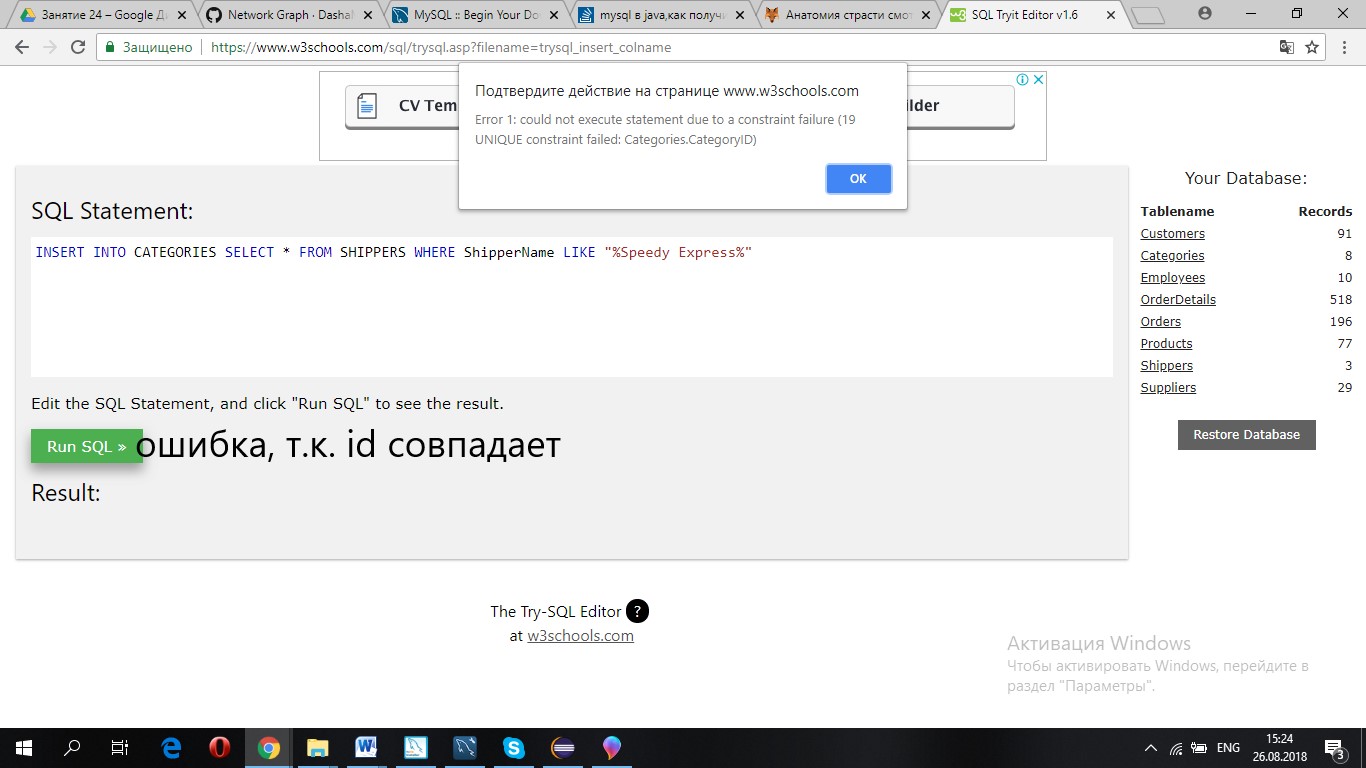 Занятие 24 – Google Ди
Network Graph · Dashal
MySQL :: Begin Your Do
mysql в java,как получи
Анатомия страсти смот
SQL Tryit Editor v1.6
Защищено
https://www.w3schools.com/sql/trysql.asp?filename=trysql_insert_colname
CV Tem
ilder
Подтвердите действие на странице www.w3schools.com
Error 1: could not execute statement due to a constraint failure (19
UNIQUE constraint failed: Categories.CategoryID)
OK
SQL Statement:
INSERT INTO CATEGORIES SELECT * FROM SHIPPERS WHERE ShipperName LIKE "%Speedy Express%"
Edit the SQL Statement, and click "Run SQL" to see the result.
Run SQL »
ошибка, т.к. id совпадает
Result:
Your Database:
Tablename Records
Customers 91
Categories 8
Employees 10
OrderDetails 518
Orders 196
Products 77
Shippers 3
Suppliers 29
Restore Database
The Try-SQL Editor ?
at w3schools.com
Активация Windows
Чтобы активировать Windows, перейдите в
раздел "Параметры".
ENG
15:24
26.08.2018
3